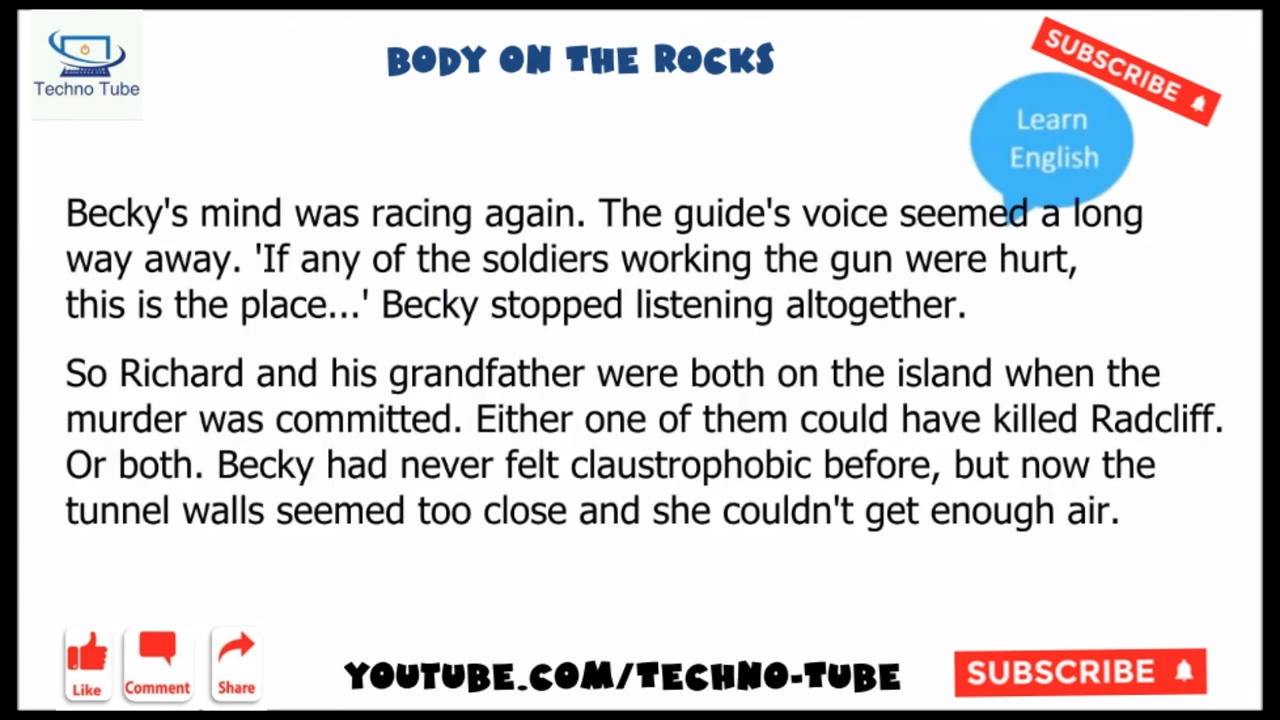 Techno Tube
BODY ON THE ROCKS
SUBSCRIBE
Learn
English
Becky's mind was racing again. The guide's voice seemed a long
way away. 'If any of the soldiers working the gun were hurt,
this is the place...' Becky stopped listening altogether.
So Richard and his grandfather were both on the island when the
murder was committed. Either one of them could have killed Radcliff.
Or both. Becky had never felt claustrophobic before, but now the
tunnel walls seemed too close and she couldn't get enough air.
Like
Comment
Share
YOUTUBE.COM/TECHNO-TUBE
SUBSCRIBE